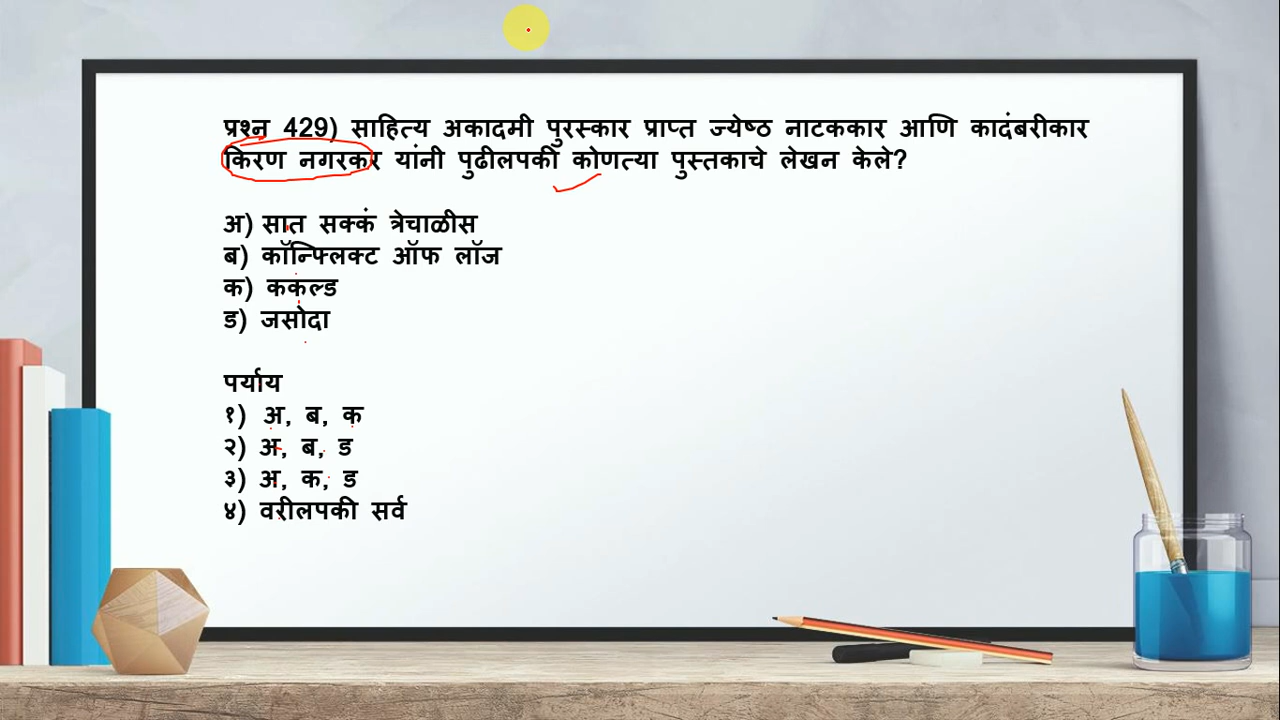 प्रश्न 429) साहित्य अकादमी पुरस्कार प्राप्त ज्येष्ठ नाटककार आणि कादंबरीकार
किरण नगरकर यांनी पुढीलपकी कोणत्या पुस्तकाचे लेखन केले?
अ) सात सक्कं त्रेचाळीस
ब) कॉन्फ्लिक्ट ऑफ लॉज
क) ककल्ड
ड) जसोदा
पर्याय
१) अ, ब, क
२) अ, ब, ड
३) अ, क, ड
४) वरीलपकी सर्व